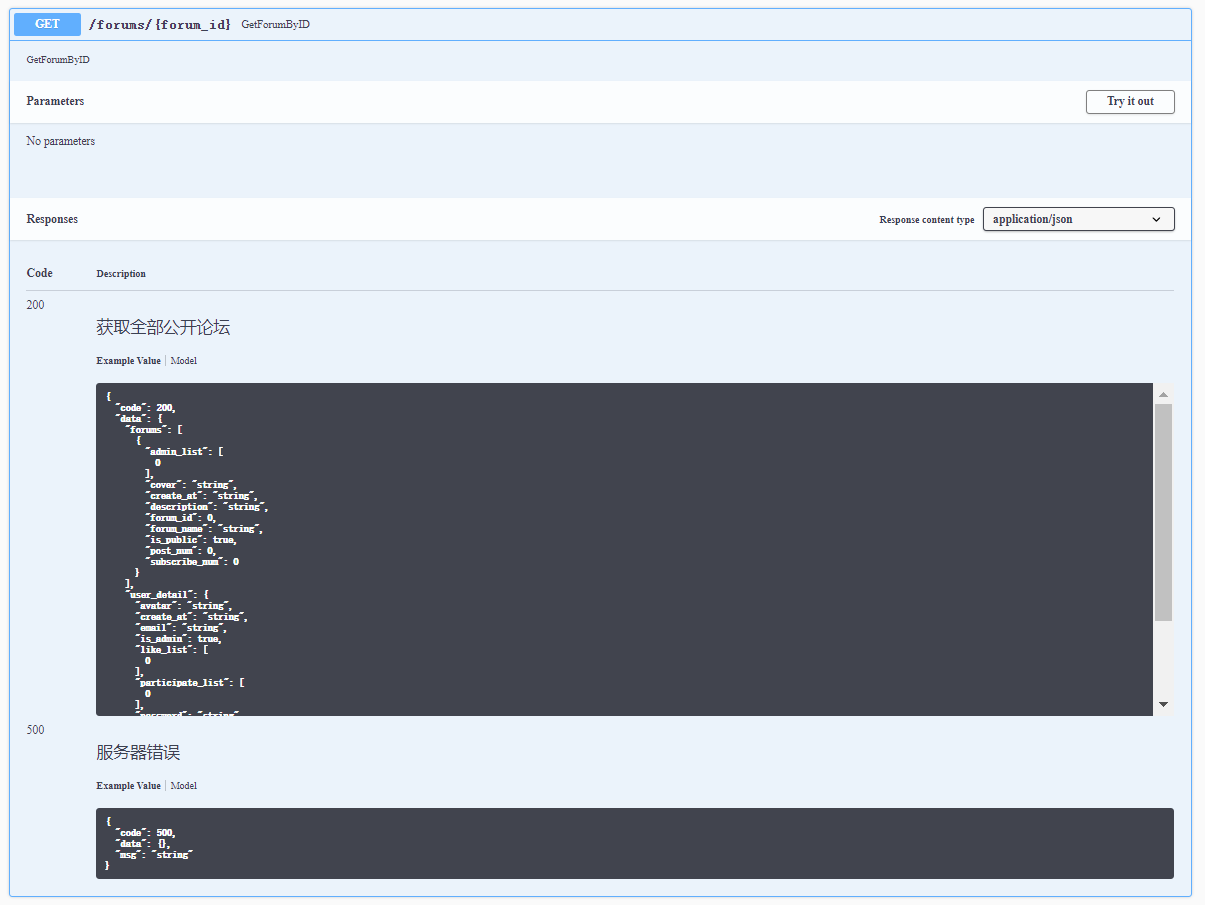 GET /forums/{forum_id} GetForumByID
GetForumByID
Parameters Try it out
No parameters
Responses Response content type application/json
Code Description
200
获取全部公开论坛
Example Value Model
{
"code": 200,
"data": {
"forums": [
{
"admin_list": [
0
],
"cover": "string",
"create_at": "string",
"description": "string",
"forum_id": 0,
"forum_name": "string",
"is_public": true,
"post_num": 0,
"subscribe_num": 0
}
],
"user_detail": {
"avatar": "string",
"create_at": "string",
"email": "string",
"is_admin": true,
"like_list": [
0
],
"participate_list": [
0
],
"password": "string"
500
服务器错误
Example Value Model
{
"code": 500,
"data": {},
"msg": "string"
}